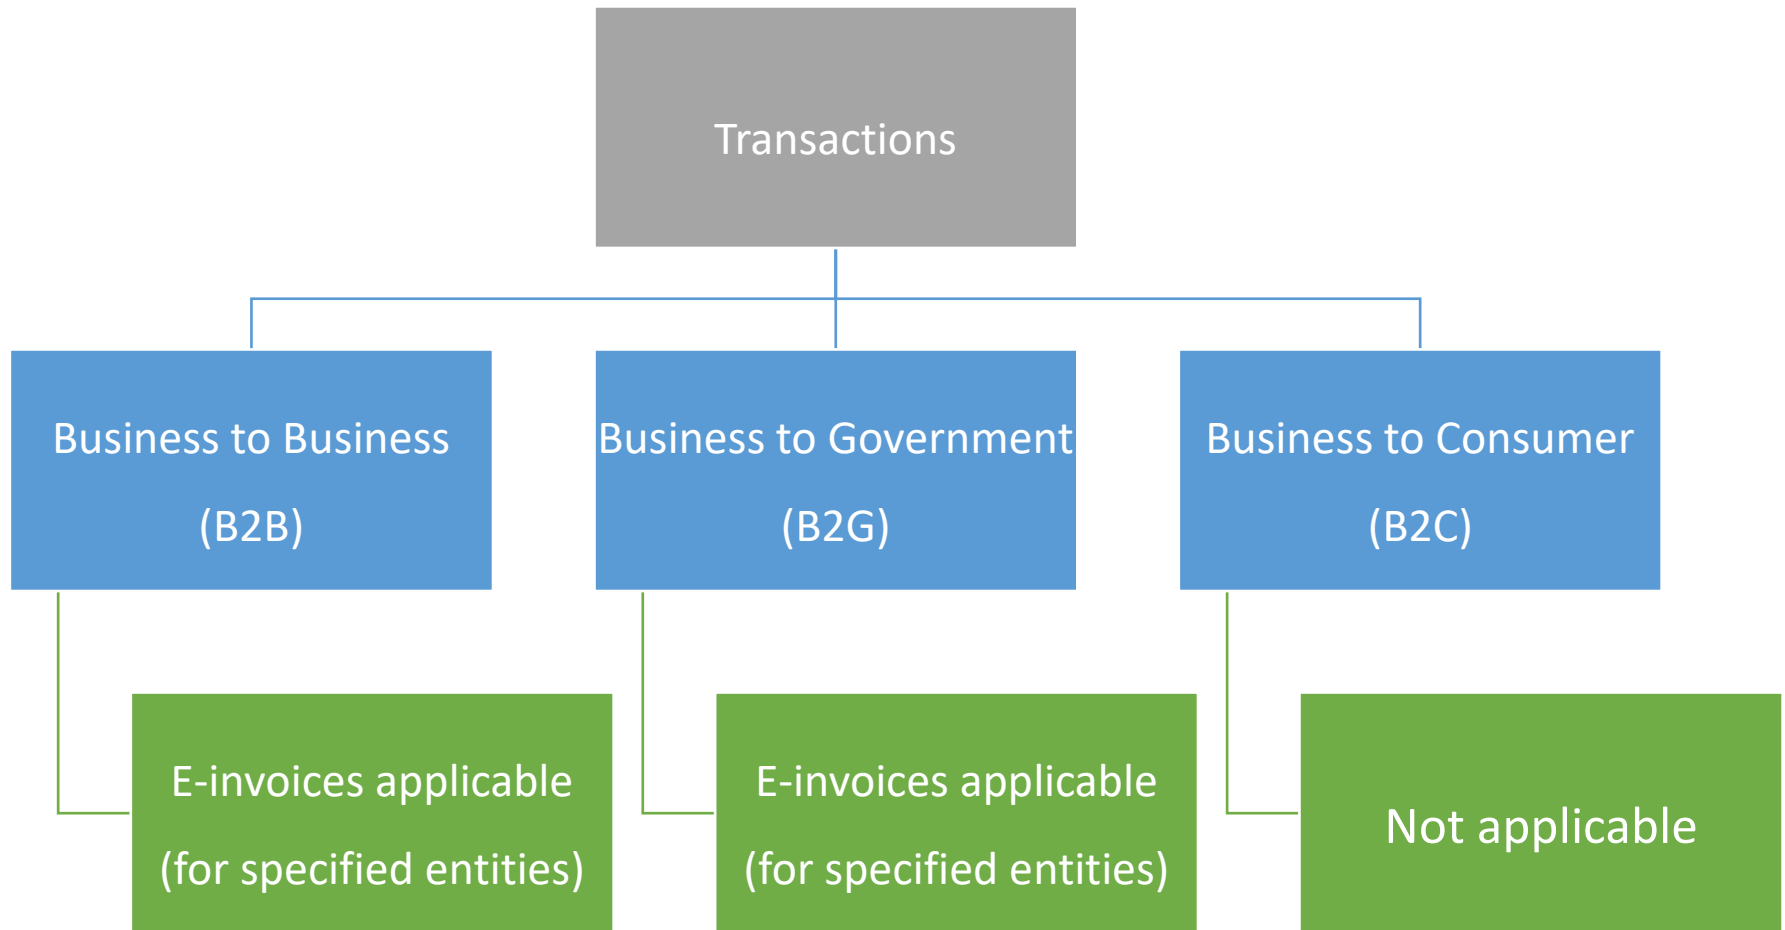 Transactions
Business to Business
(B2B)
Business to Government
(B2G)
Business to Consumer
(B2C)
E-invoices applicable
(for specified entities)
E-invoices applicable
(for specified entities)
Not applicable